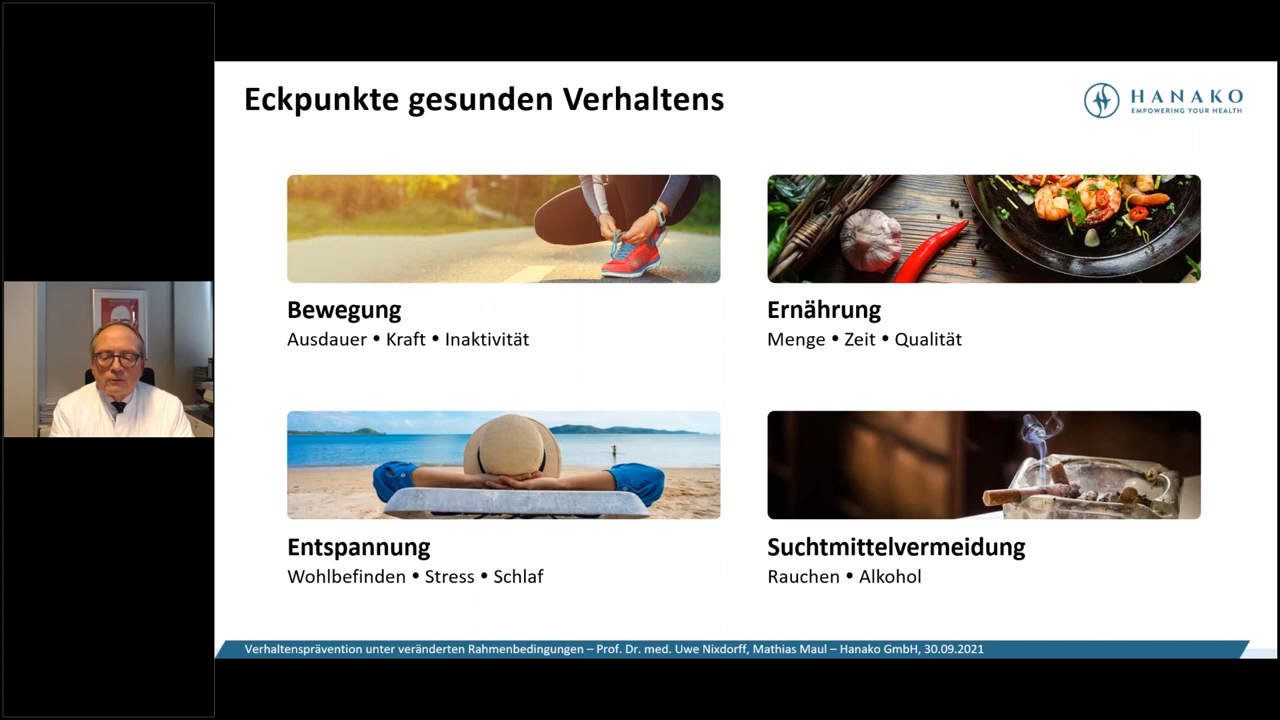 Eckpunkte gesunden Verhaltens
HANAKO
EMPOWERING YOUR HEALTH
Bewegung
Ausdauer • Kraft • Inaktivität
Ernährung
Menge • Zeit • Qualität
Entspannung
Wohlbefinden • Stress • Schlaf
Suchtmittelvermeidung
Rauchen • Alkohol
Verhaltensprävention unter veränderten Rahmenbedingungen – Prof. Dr. med. Uwe Nixdorff, Mathias Maul – Hanako GmbH, 30.09.2021